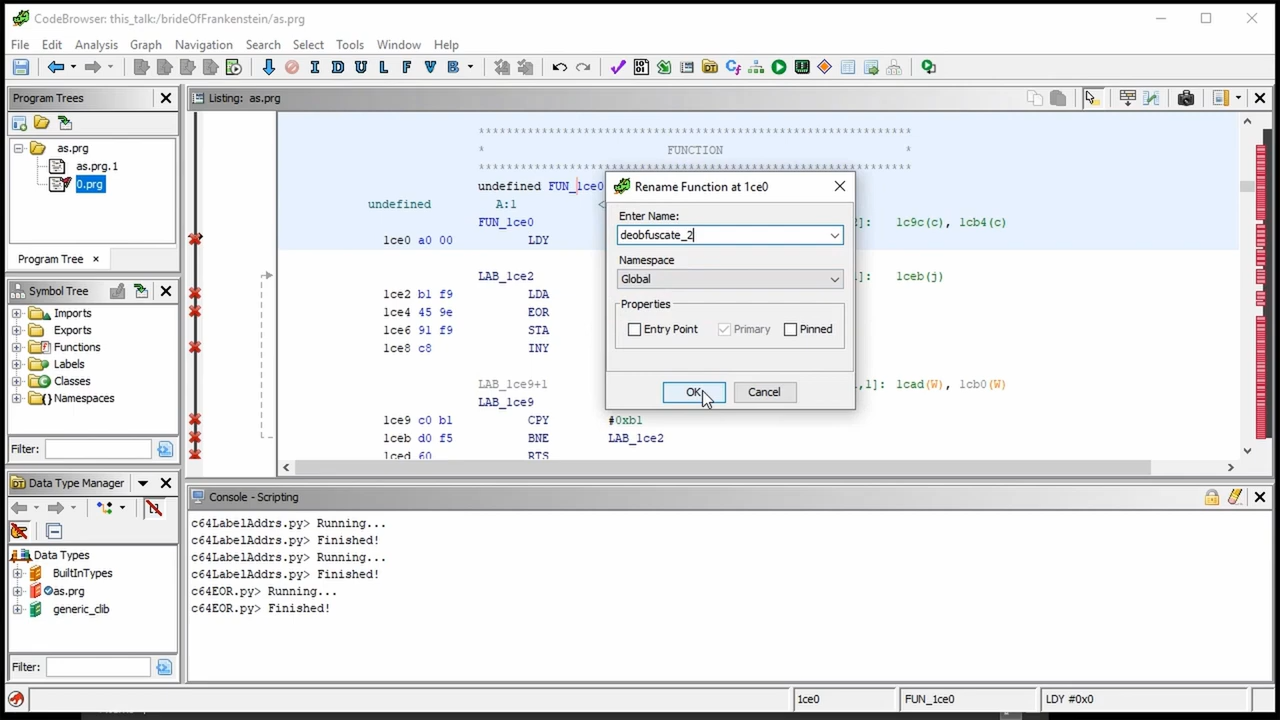 CodeBrowser: this_talk:/brideOfFrankenstein/as.prg
File Edit Analysis Graph Navigation Search Select Tools Window Help
I D U L F V B
Program Trees
as.prg
as.prg.1
0.prg
Program Tree ×
Symbol Tree
Imports
Exports
Functions
Labels
Classes
Namespaces
Filter:
Data Type Manager
Data Types
BuiltInTypes
as.prg
generic_clib
Filter:
Listing: as.prg
************************************************************
* FUNCTION *
************************************************************
undefined FUN_1ce0
undefined A:1 <
FUN_1ce0 2]: 1c9c(c), 1cb4(c)
1ce0 a0 00 LDY
LAB_1ce2 ]: 1ceb(j)
1ce2 b1 f9 LDA
1ce4 45 9e EOR
1ce6 91 f9 STA
1ce8 c8 INY
LAB_1ce9+1 ,1]: 1cad(W), 1cb0(W)
LAB_1ce9
1ce9 c0 b1 CPY #0xb1
1ceb d0 f5 BNE LAB_1ce2
1ced 60 RTS
Rename Function at 1ce0
Enter Name:
deobfuscate_2
Namespace
Global
Properties
Entry Point Primary Pinned
OK Cancel
Console - Scripting
c64LabelAddrs.py> Running...
c64LabelAddrs.py> Finished!
c64LabelAddrs.py> Running...
c64LabelAddrs.py> Finished!
c64EOR.py> Running...
c64EOR.py> Finished!
1ce0 FUN_1ce0 LDY #0x0